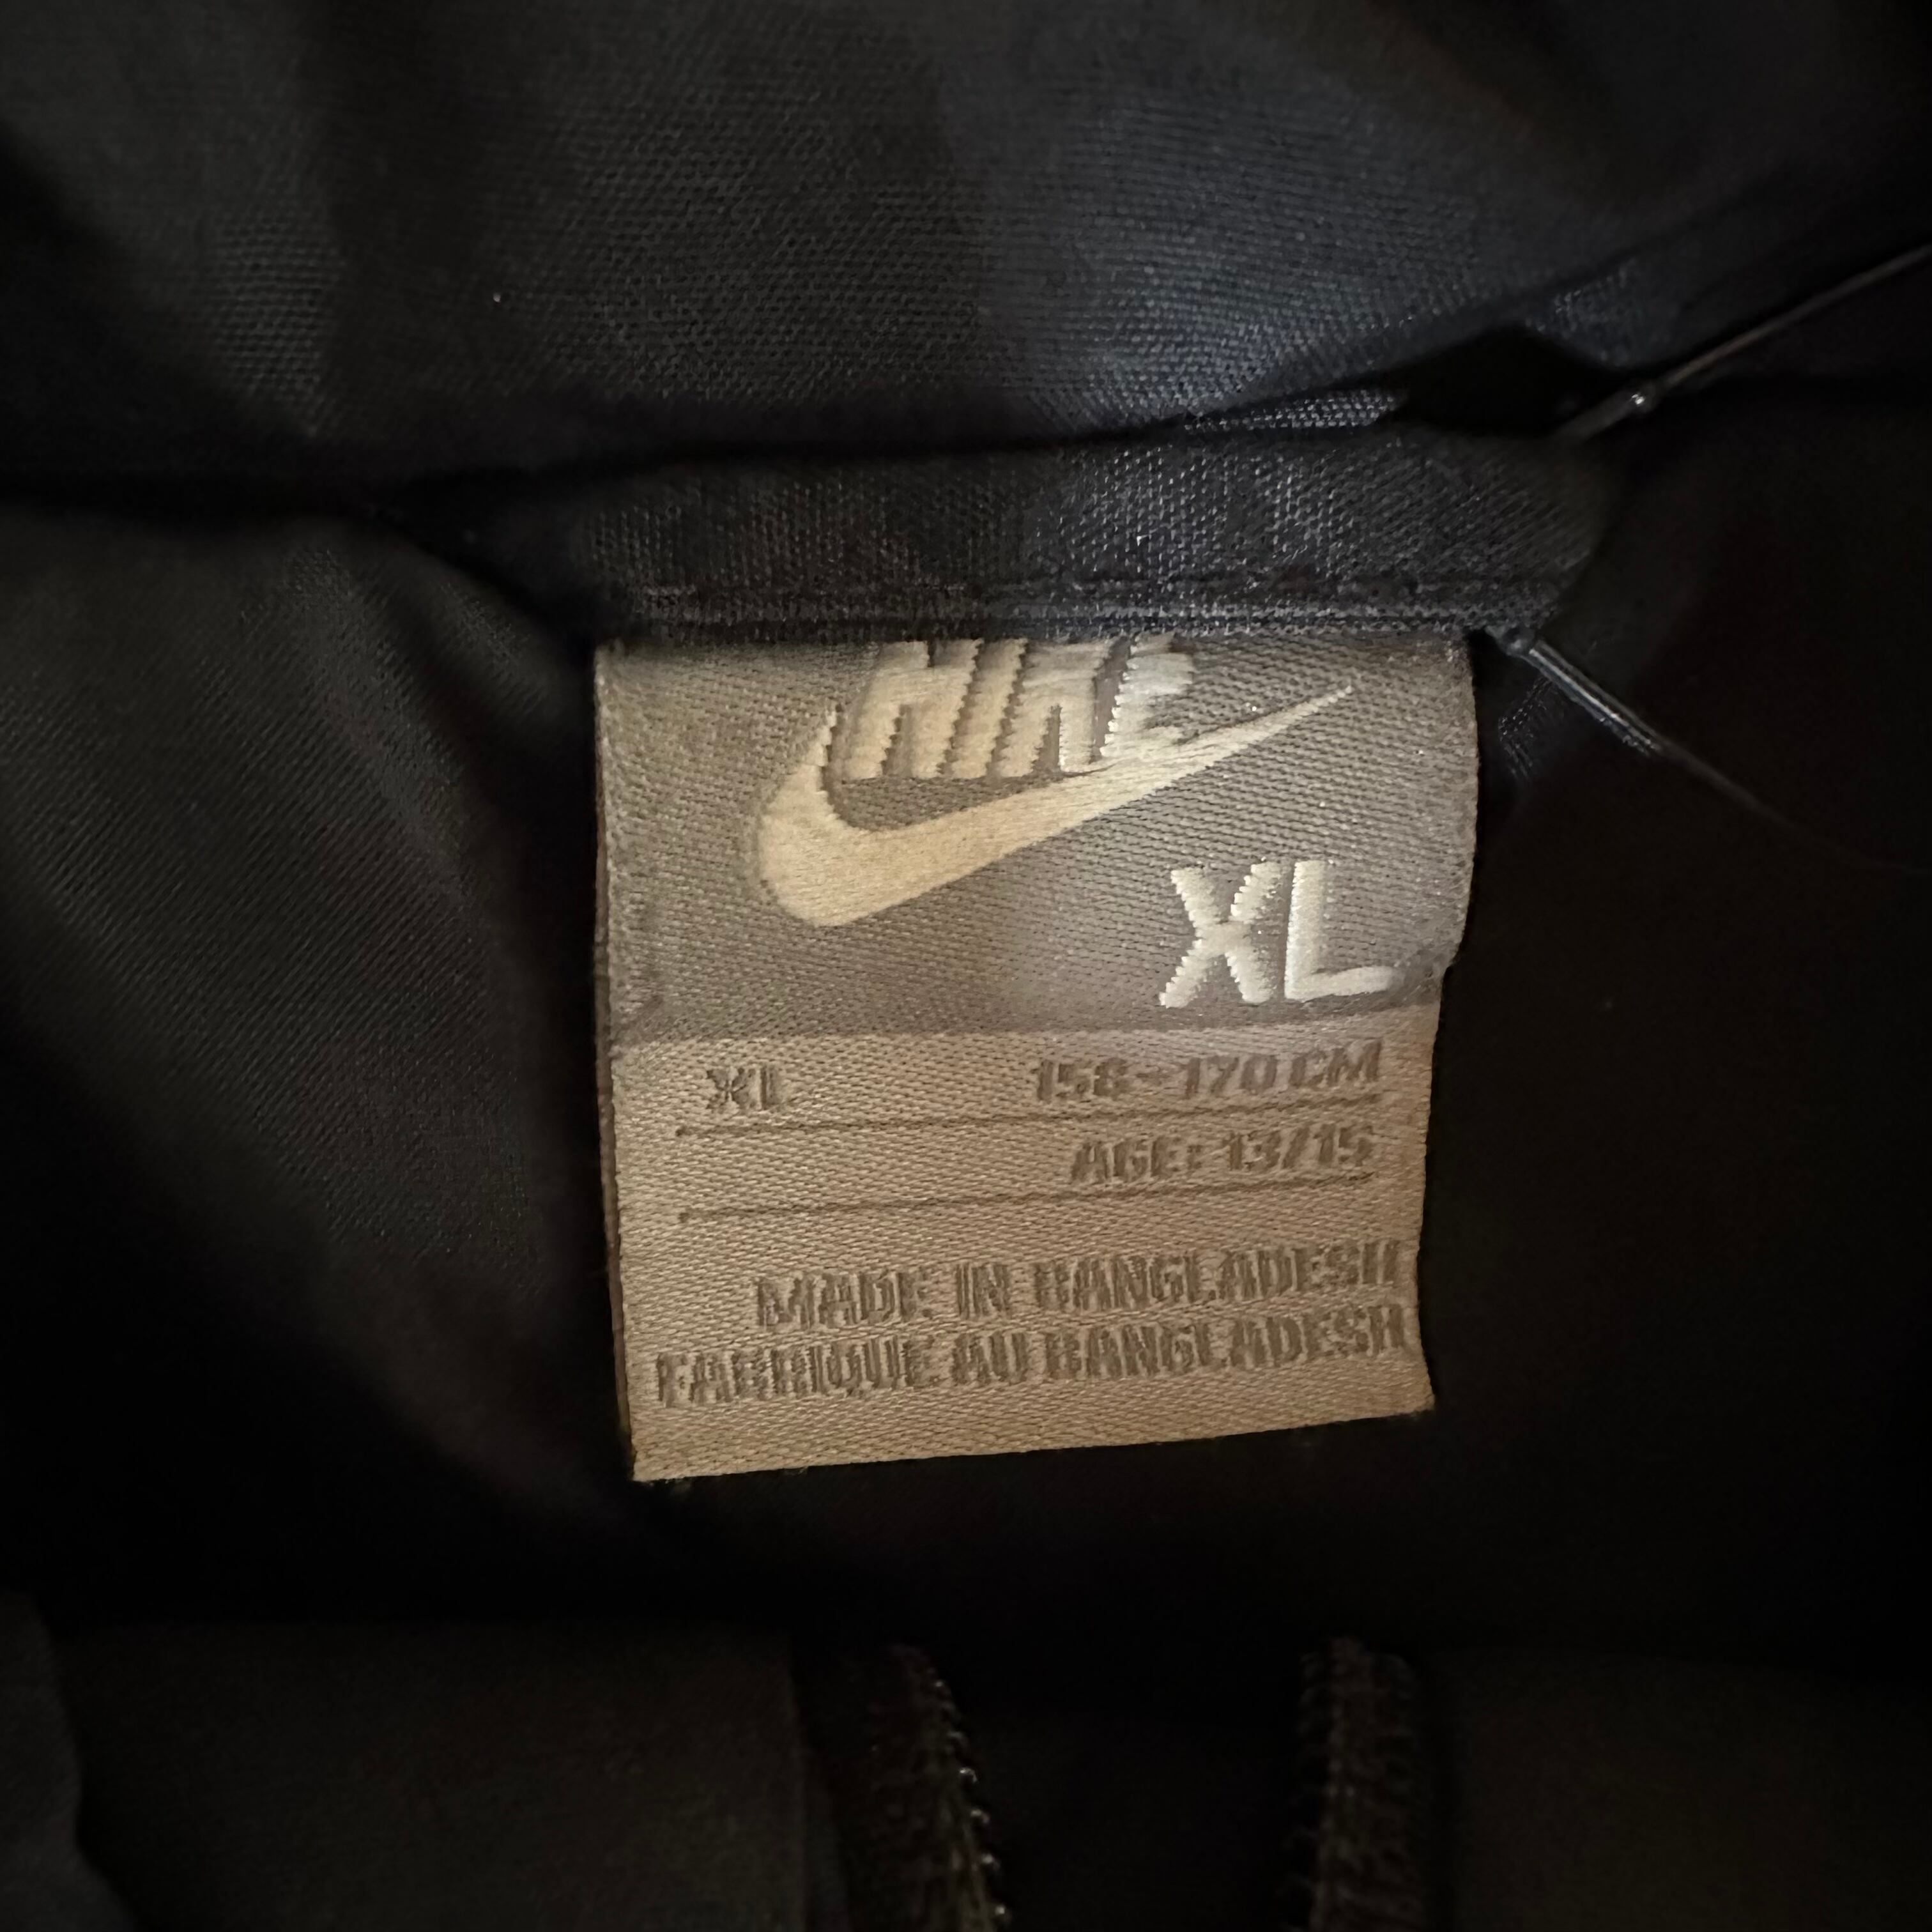 NIKE
XL
XL 158-170 CM
AGE: 13/15
MADE IN BANGLADESH
FABRIQUE AU BANGLADESH